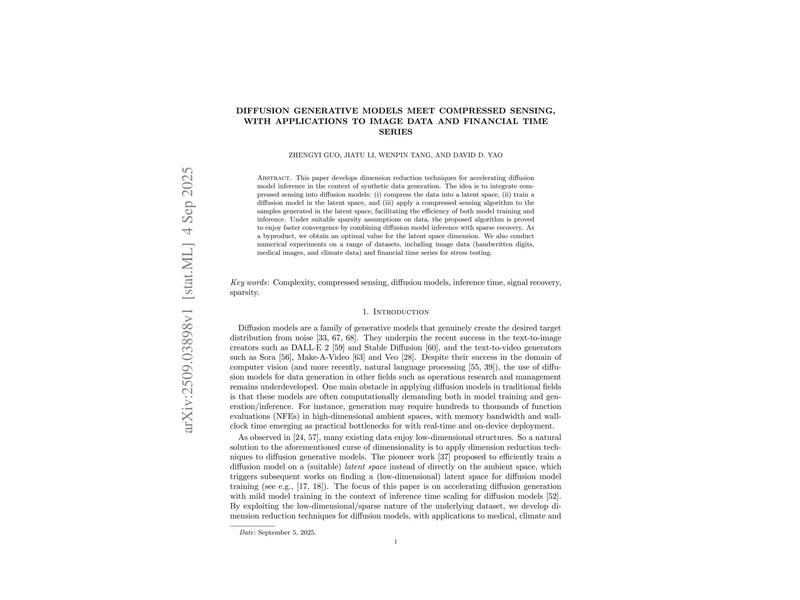 DIFFUSION GENERATIVE MODELS MEET COMPRESSED SENSING,
WITH APPLICATIONS TO IMAGE DATA AND FINANCIAL TIME
SERIES
ZHENGYI GUO, JIATU LI, WENPIN TANG, AND DAVID D. YAO
ABSTRACT. This paper develops dimension reduction techniques for accelerating diffusion
model inference in the context of synthetic data generation. The idea is to integrate com-
pressed sensing into diffusion models: (i) compress the data into a latent space, (ii) train a
diffusion model in the latent space, and (iii) apply a compressed sensing algorithm to the
samples generated in the latent space, facilitating the efficiency of both model training and
inference. Under suitable sparsity assumptions on data, the proposed algorithm is proved
to enjoy faster convergence by combining diffusion model inference with sparse recovery. As
a byproduct, we obtain an optimal value for the latent space dimension. We also conduct
numerical experiments on a range of datasets, including image data (handwritten digits,
medical images, and climate data) and financial time series for stress testing.
Key words: Complexity, compressed sensing, diffusion models, inference time, signal recovery,
sparsity.
1. INTRODUCTION
Diffusion models are a family of generative models that genuinely create the desired target
distribution from noise [33, 67, 68]. They underpin the recent success in the text-to-image
creators such as DALL·E 2 [59] and Stable Diffusion [60], and the text-to-video generators
such as Sora [56], Make-A-Video [63] and Veo [28]. Despite their success in the domain of
computer vision (and more recently, natural language processing [55, 39]), the use of diffu-
sion models for data generation in other fields such as operations research and management
remains underdeveloped. One main obstacle in applying diffusion models in traditional fields
is that these models are often computationally demanding both in model training and gen-
eration/inference. For instance, generation may require hundreds to thousands of function
evaluations (NFEs) in high-dimensional ambient spaces, with memory bandwidth and wall-
clock time emerging as practical bottlenecks for with real-time and on-device deployment.
As observed in [24, 57], many existing data enjoy low-dimensional structures. So a natural
solution to the aforementioned curse of dimensionality is to apply dimension reduction tech-
niques to diffusion generative models. The pioneer work [37] proposed to efficiently train a
diffusion model on a (suitable) latent space instead of directly on the ambient space, which
triggers subsequent works on finding a (low-dimensional) latent space for diffusion model
training (see e.g., [17, 18]). The focus of this paper is on accelerating diffusion generation
with mild model training in the context of inference time scaling for diffusion models [52].
By exploiting the low-dimensional/sparse nature of the underlying dataset, we develop di-
mension reduction techniques for diffusion models, with applications to medical, climate and
Date: September 5, 2025.
1
arXiv:2509.03898v1 [stat.ML] 4 Sep 2025